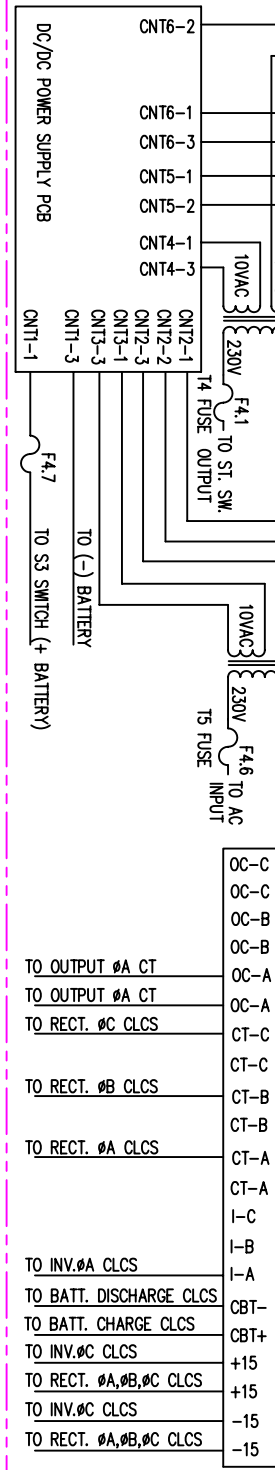 CNT6-2
DC/DC POWER SUPPLY PCB
CNT6-1
CNT6-3
CNT5-1
CNT5-2
CNT4-1
CNT4-3
CNT1-1
CNT1-3
CNT3-3
CNT3-1
CNT2-3
CNT2-2
CNT2-1
10VAC
230V
F4.1
TO ST. SW.
OUTPUT
T4 FUSE
F4.7
TO S3 SWITCH (+ BATTERY)
TO (-) BATTERY
10VAC
230V
F4.6
TO AC
INPUT
T5 FUSE
OC-C
OC-C
OC-B
OC-B
TO OUTPUT øA CT OC-A
TO OUTPUT øA CT OC-A
TO RECT. øC CLCS CT-C
CT-C
TO RECT. øB CLCS CT-B
CT-B
TO RECT. øA CLCS CT-A
CT-A
I-C
I-B
TO INV.øA CLCS I-A
TO BATT. DISCHARGE CLCS CBT-
TO BATT. CHARGE CLCS CBT+
TO INV.øC CLCS +15
TO RECT. øA,øB,øC CLCS +15
TO INV.øC CLCS -15
TO RECT. øA,øB,øC CLCS -15